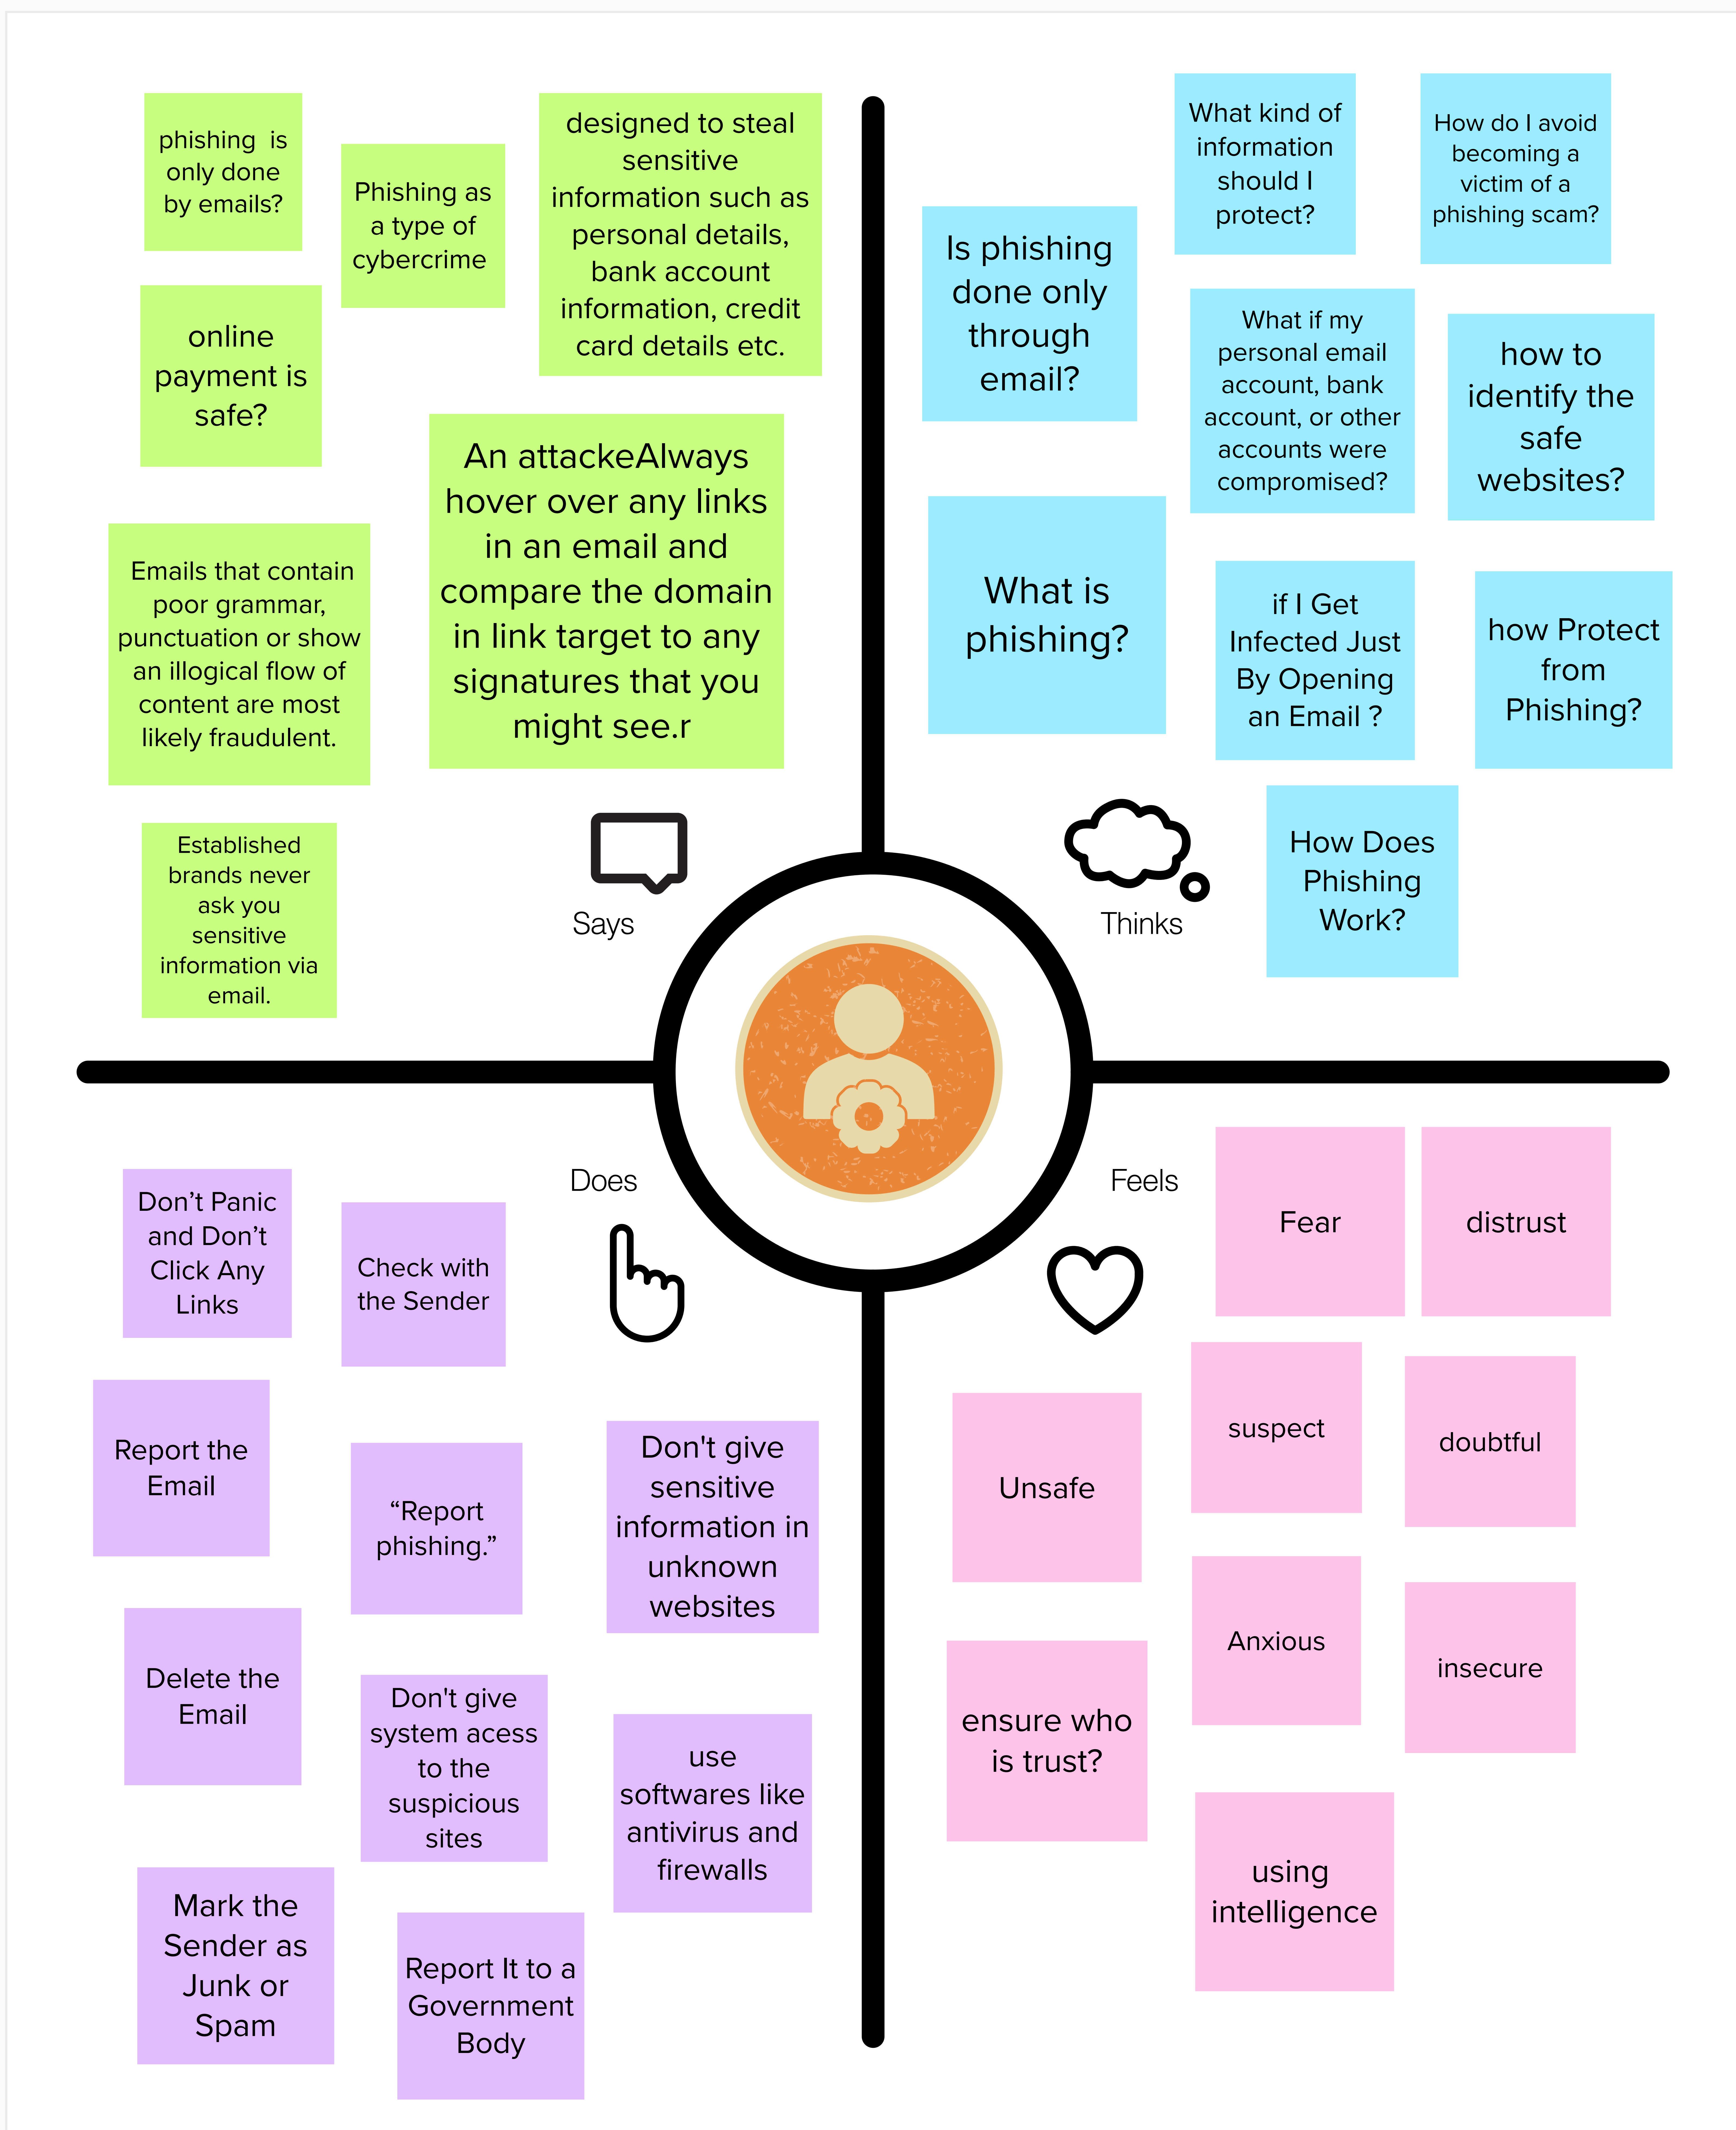 phishing is
only done
by emails?
Phishing as
a type of
cybercrime
designed to steal
sensitive
information such as
personal details,
bank account
information, credit
card details etc.
online
payment is
safe?
An attackeAlways
hover over any links
in an email and
compare the domain
in link target to any
signatures that you
might see.r
Emails that contain
poor grammar,
punctuation or show
an illogical flow of
content are most
likely fraudulent.
Established
brands never
ask you
sensitive
information via
email.
Says
What kind of
information
should I
protect?
How do I avoid
becoming a
victim of a
phishing scam?
Is phishing
done only
through
email?
What if my
personal email
account, bank
account, or other
accounts were
compromised?
how to
identify the
safe
websites?
What is
phishing?
if I Get
Infected Just
By Opening
an Email ?
how Protect
from
Phishing?
How Does
Phishing
Work?
Thinks
Does
Don’t Panic
and Don’t
Click Any
Links
Check with
the Sender
Report the
Email
“Report
phishing.”
Don't give
sensitive
information in
unknown
websites
Delete the
Email
Don't give
system acess
to the
suspicious
sites
use
softwares like
antivirus and
firewalls
Mark the
Sender as
Junk or
Spam
Report It to a
Government
Body
Feels
Fear
distrust
suspect
doubtful
Unsafe
Anxious
insecure
ensure who
is trust?
using
intelligence